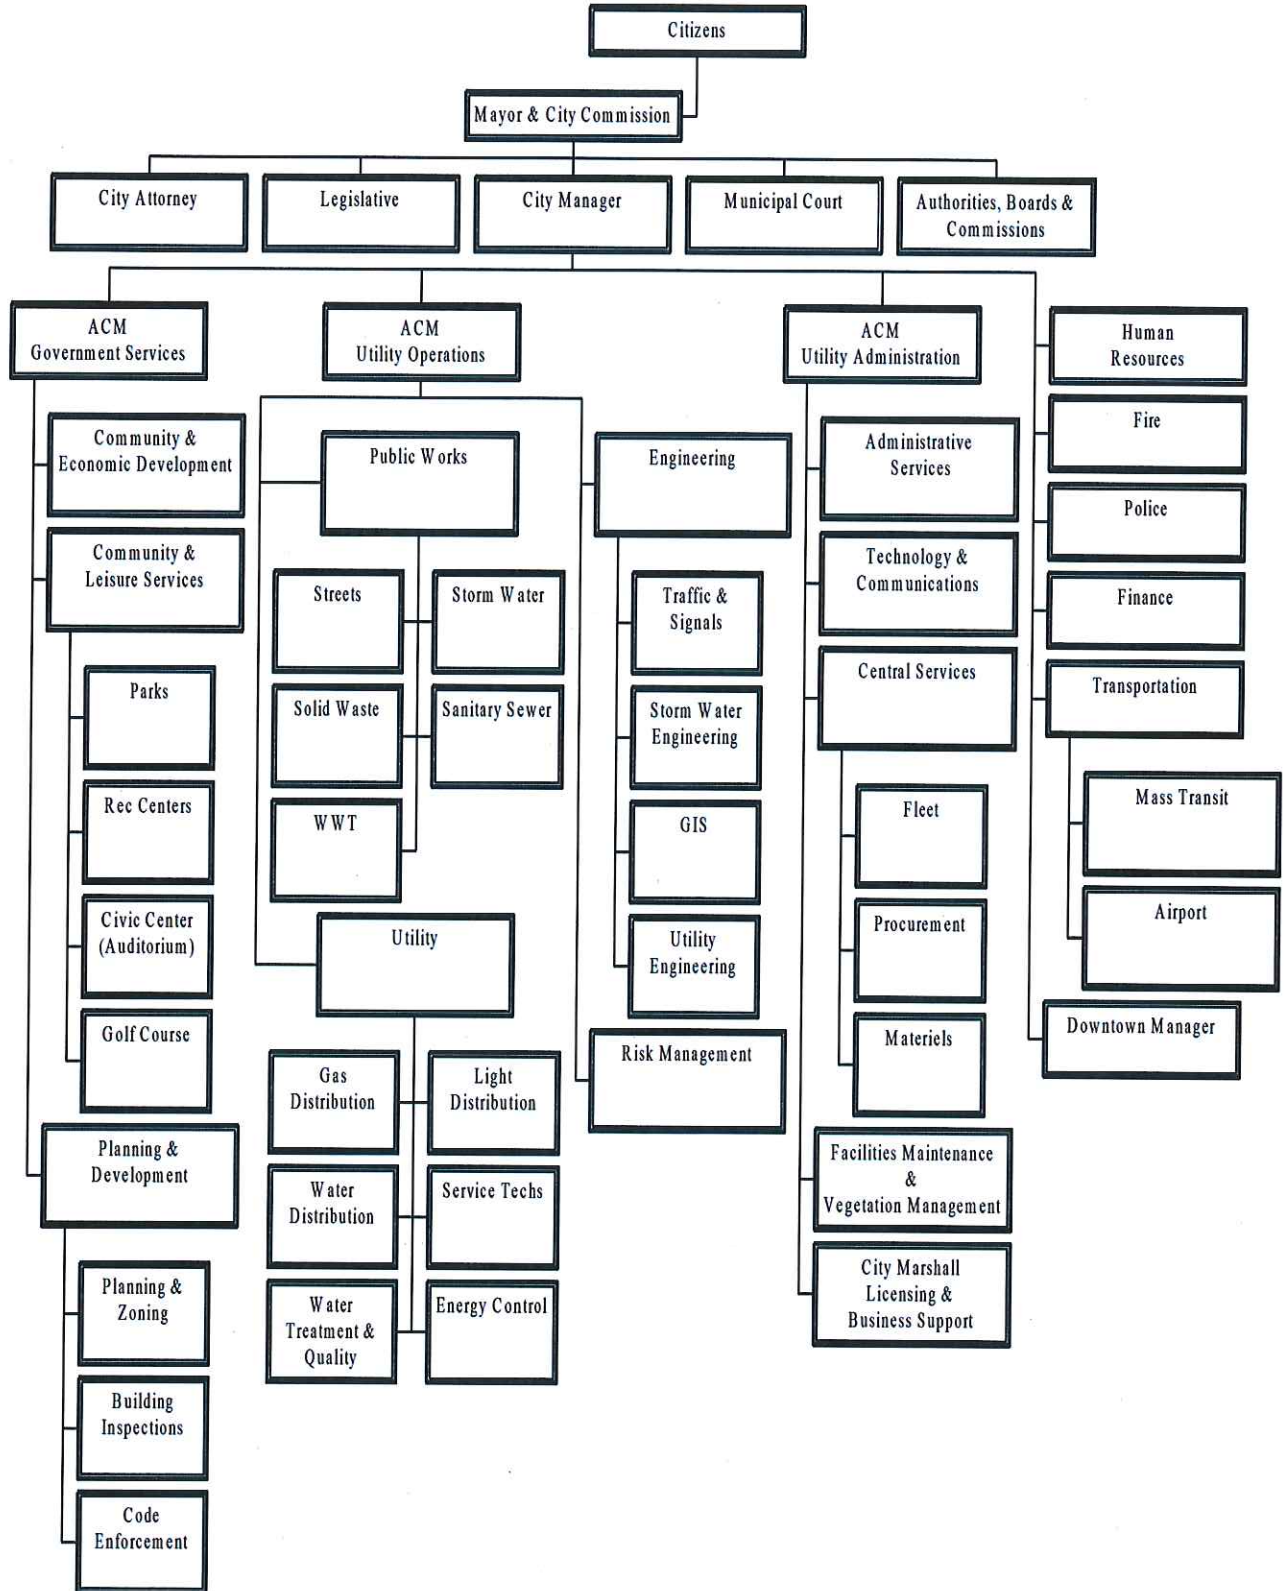 Citizens
Mayor & City Commission
City Attorney
Legislative
City Manager
Municipal Court
Authorities, Boards &
Commissions
ACM
Government Services
ACM
Utility Operations
ACM
Utility Administration
Human
Resources
Fire
Police
Finance
Transportation
Mass Transit
Airport
Downtown Manager
Community &
Economic Development
Community &
Leisure Services
Parks
Rec Centers
Civic Center
(Auditorium)
Golf Course
Planning &
Development
Planning &
Zoning
Building
Inspections
Code
Enforcement
Public Works
Streets
Storm Water
Solid Waste
Sanitary Sewer
WWT
Utility
Gas
Distribution
Light
Distribution
Water
Distribution
Service Techs
Water
Treatment &
Quality
Energy Control
Engineering
Traffic &
Signals
Storm Water
Engineering
GIS
Utility
Engineering
Risk Management
Administrative
Services
Technology &
Communications
Central Services
Fleet
Procurement
Materiels
Facilities Maintenance
&
Vegetation Management
City Marshall
Licensing &
Business Support